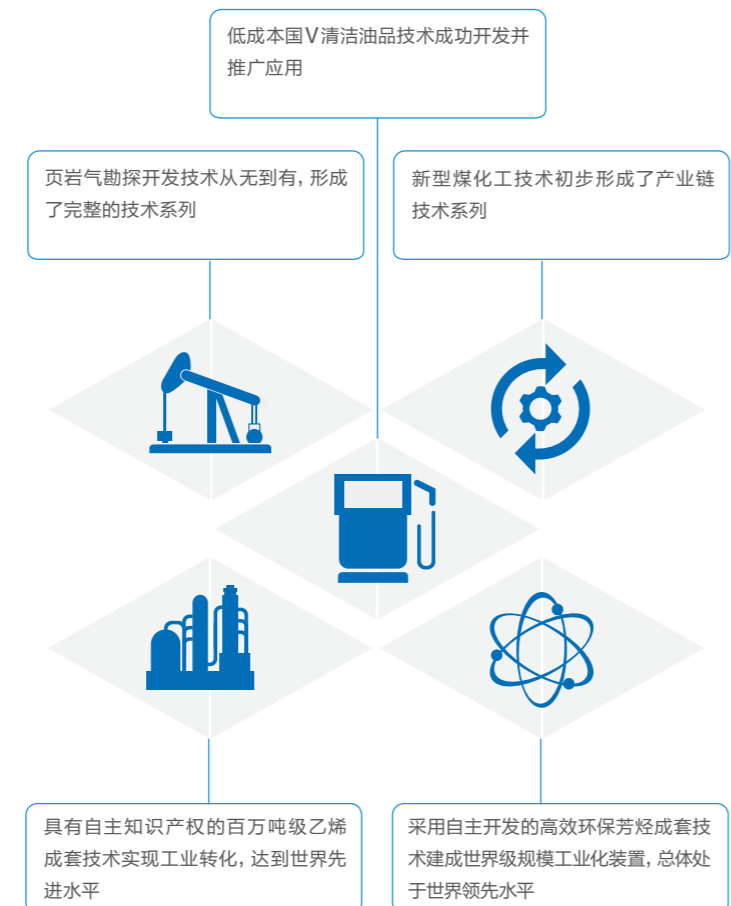 低成本国Ⅴ清洁油品技术成功开发并
推广应用
页岩气勘探开发技术从无到有，形成
了完整的技术系列
新型煤化工技术初步形成了产业链
技术系列
具有自主知识产权的百万吨级乙烯
成套技术实现工业转化，达到世界先
进水平
采用自主开发的高效环保芳烃成套技
术建成世界级规模工业化装置，总体处
于世界领先水平